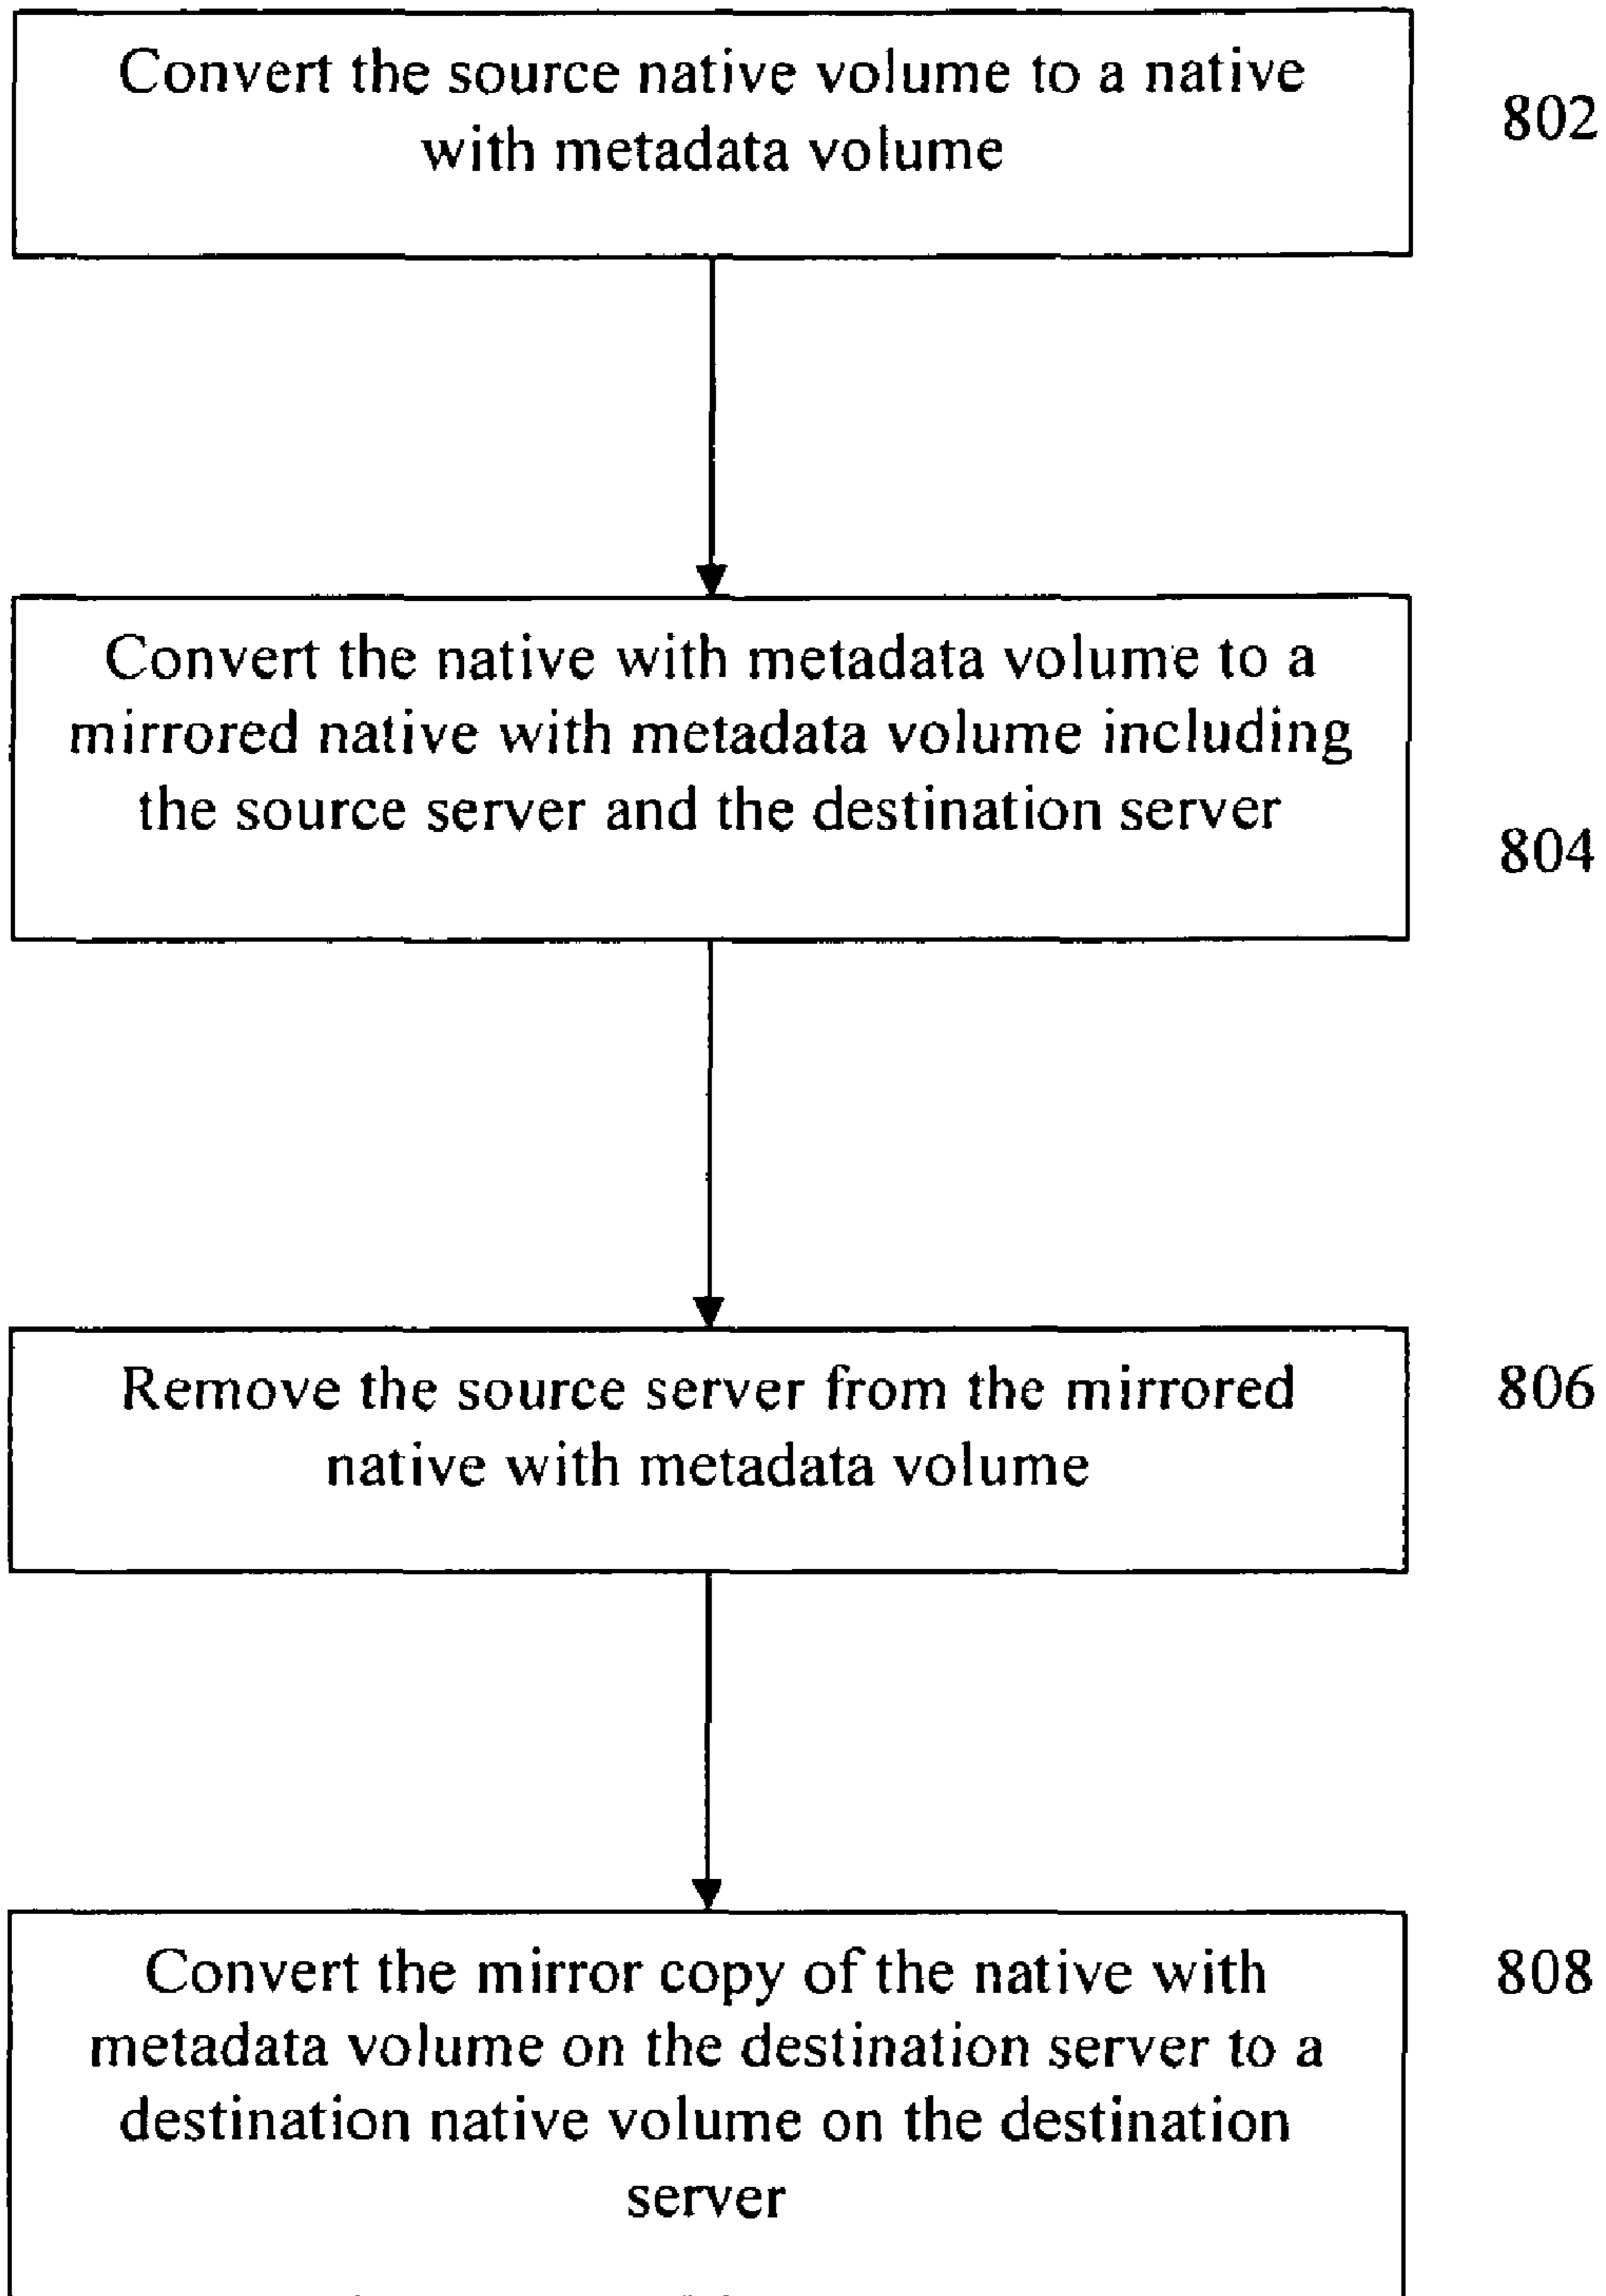 Convert the source native volume to a native
with metadata volume
802
Convert the native with metadata volume to a
mirrored native with metadata volume including
the source server and the destination server
804
Remove the source server from the mirrored
native with metadata volume
806
Convert the mirror copy of the native with
metadata volume on the destination server to a
destination native volume on the destination
server
808